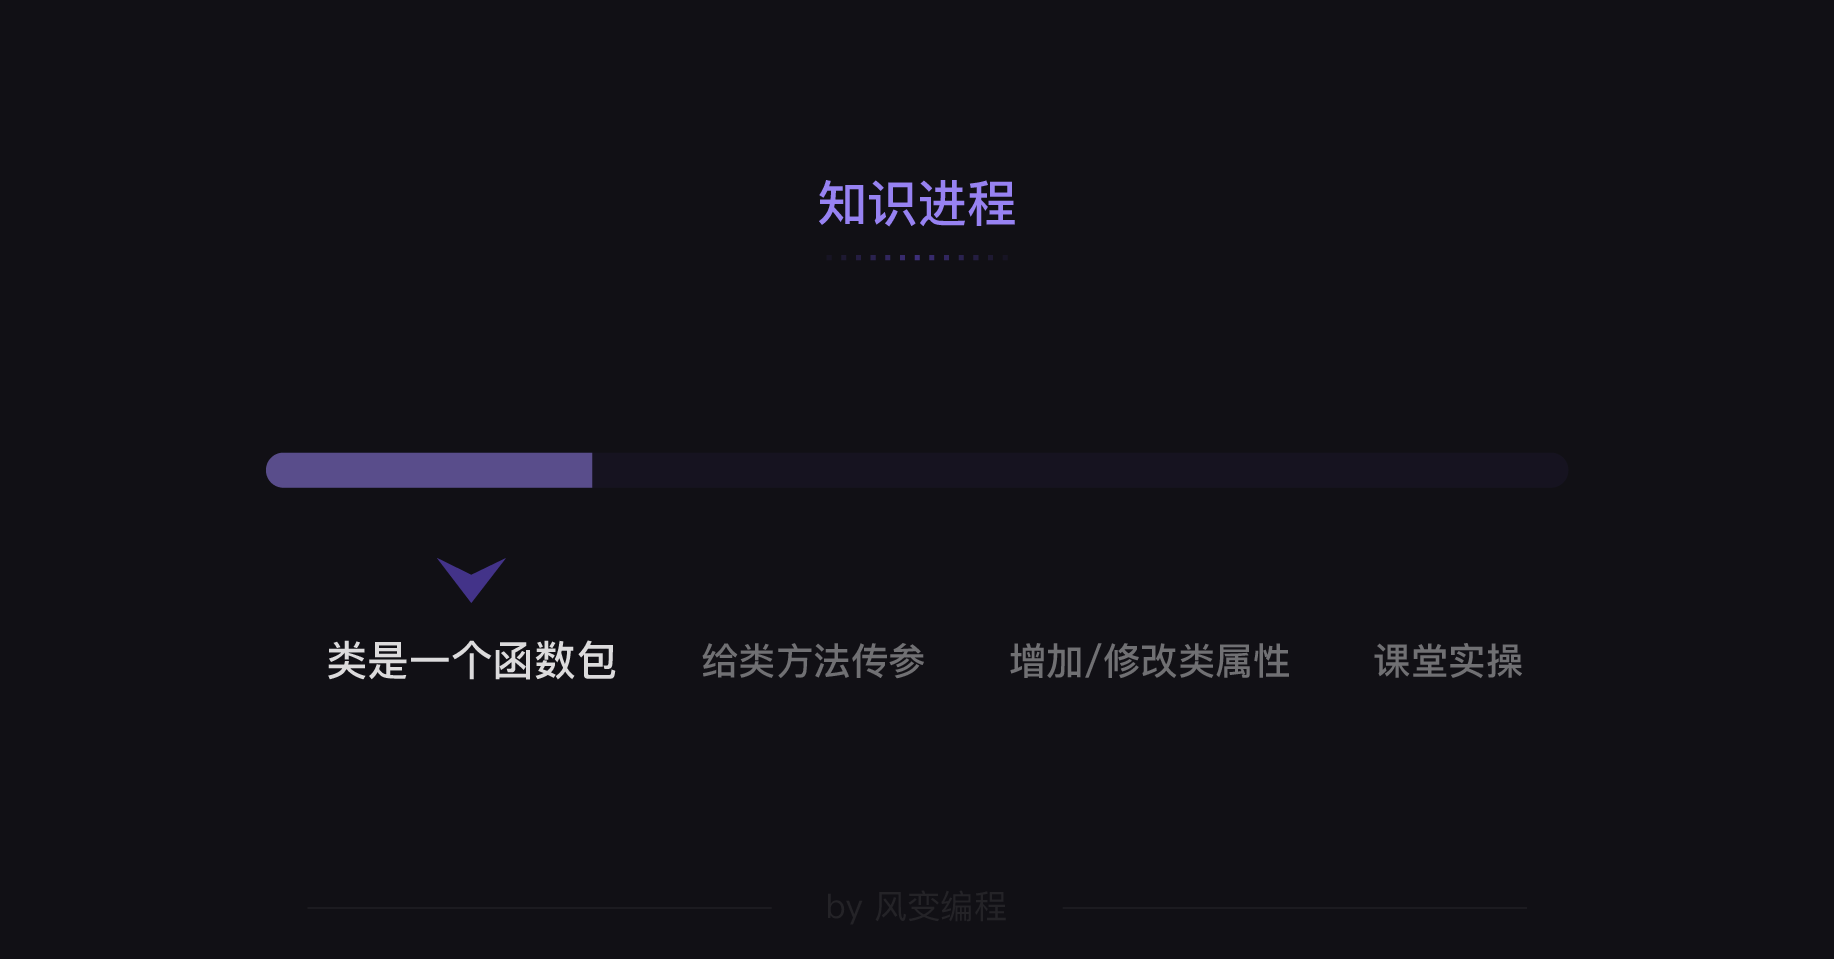 知识进程
类是一个函数包
给类方法传参
增加/修改类属性
课堂实操
by 风变编程